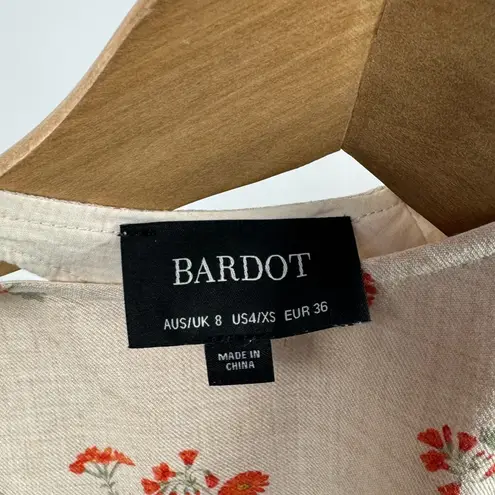 BARDOT
AUS/UK 8 US4/XS EUR 36
MADE IN
CHINA